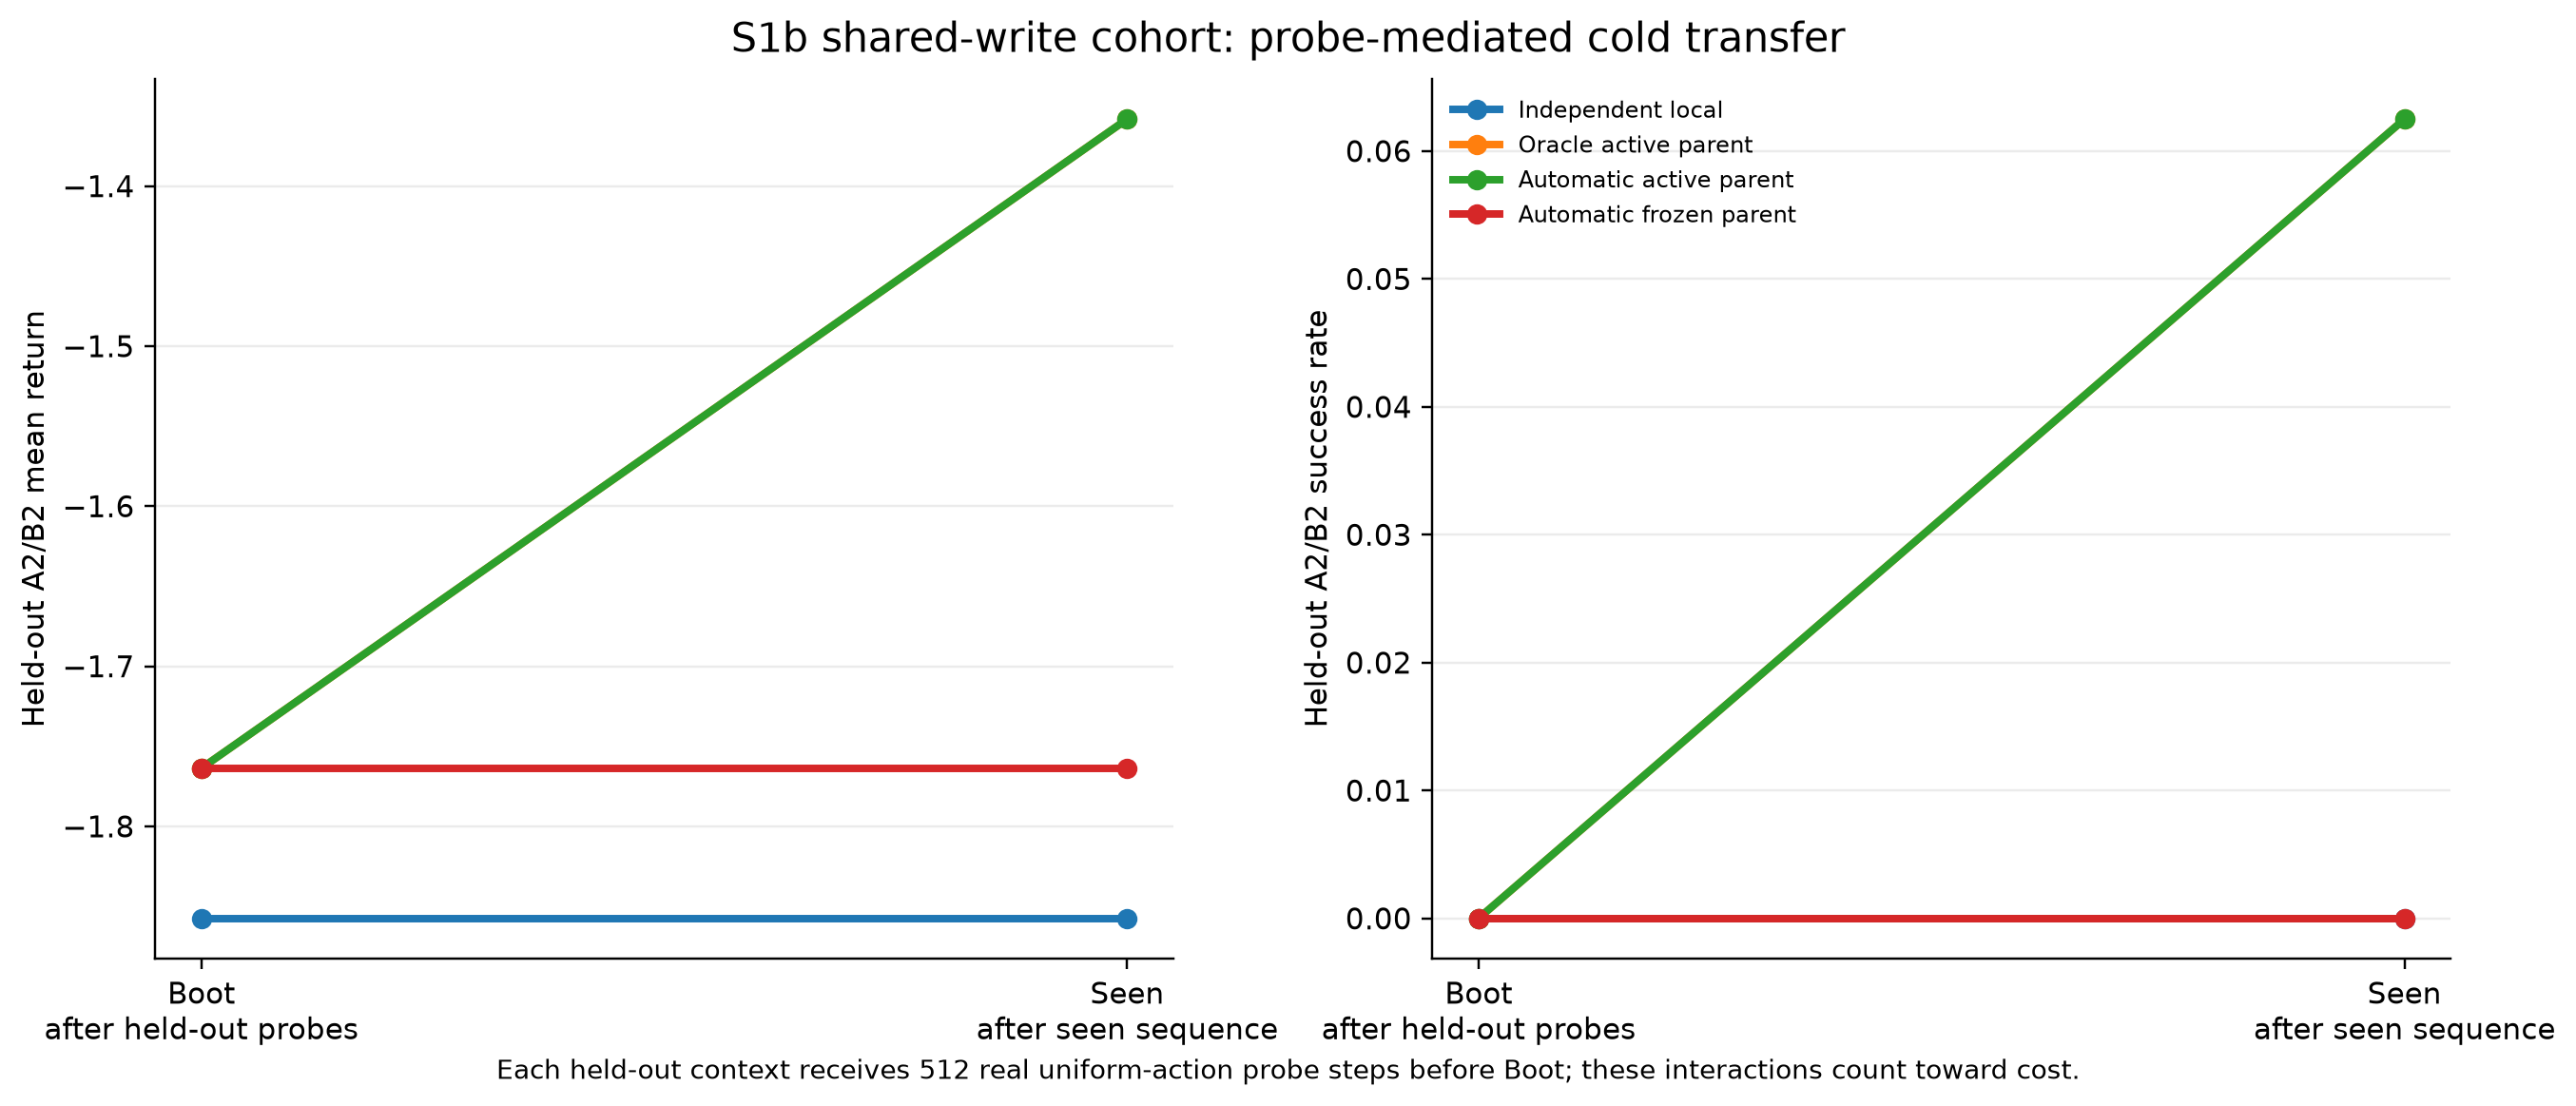 S1b shared-write cohort: probe-mediated cold transfer
Held-out A2/B2 mean return
−1.4
−1.5
−1.6
−1.7
−1.8
Boot
after held-out probes
Seen
after seen sequence
Held-out A2/B2 success rate
Independent local
Oracle active parent
Automatic active parent
Automatic frozen parent
0.06
0.05
0.04
0.03
0.02
0.01
0.00
Boot
after held-out probes
Seen
after seen sequence
Each held-out context receives 512 real uniform-action probe steps before Boot; these interactions count toward cost.